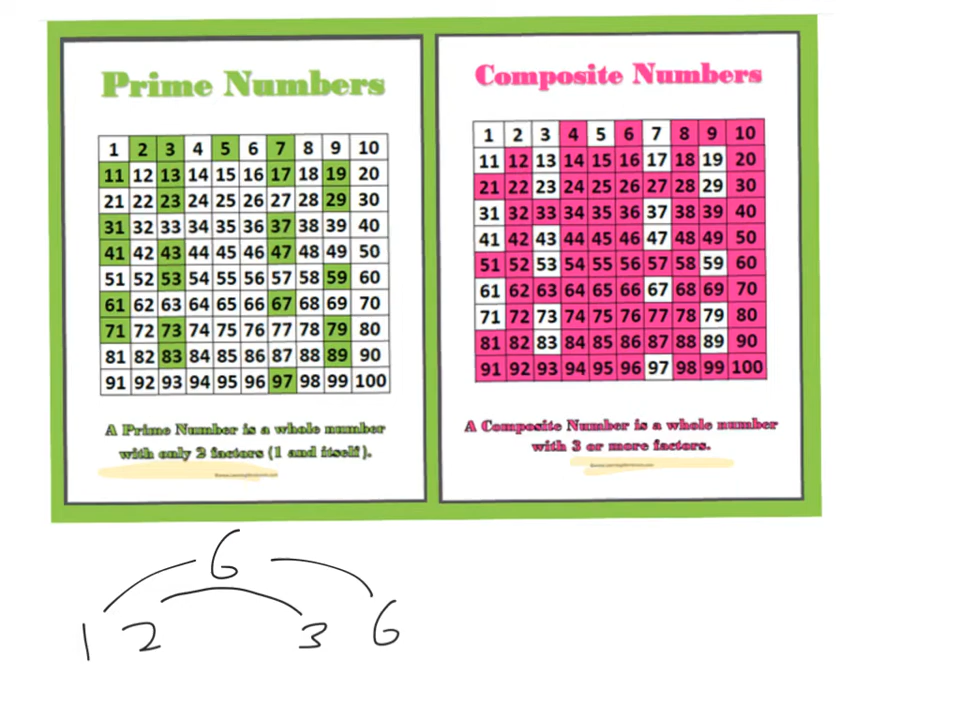 Prime Numbers
1 2 3 4 5 6 7 8 9 10
11 12 13 14 15 16 17 18 19 20
21 22 23 24 25 26 27 28 29 30
31 32 33 34 35 36 37 38 39 40
41 42 43 44 45 46 47 48 49 50
51 52 53 54 55 56 57 58 59 60
61 62 63 64 65 66 67 68 69 70
71 72 73 74 75 76 77 78 79 80
81 82 83 84 85 86 87 88 89 90
91 92 93 94 95 96 97 98 99 100
A Prime Number is a whole number
with only 2 factors (1 and itself).
Composite Numbers
1 2 3 4 5 6 7 8 9 10
11 12 13 14 15 16 17 18 19 20
21 22 23 24 25 26 27 28 29 30
31 32 33 34 35 36 37 38 39 40
41 42 43 44 45 46 47 48 49 50
51 52 53 54 55 56 57 58 59 60
61 62 63 64 65 66 67 68 69 70
71 72 73 74 75 76 77 78 79 80
81 82 83 84 85 86 87 88 89 90
91 92 93 94 95 96 97 98 99 100
A Composite Number is a whole number
with 3 or more factors.
6
1 2 3 6